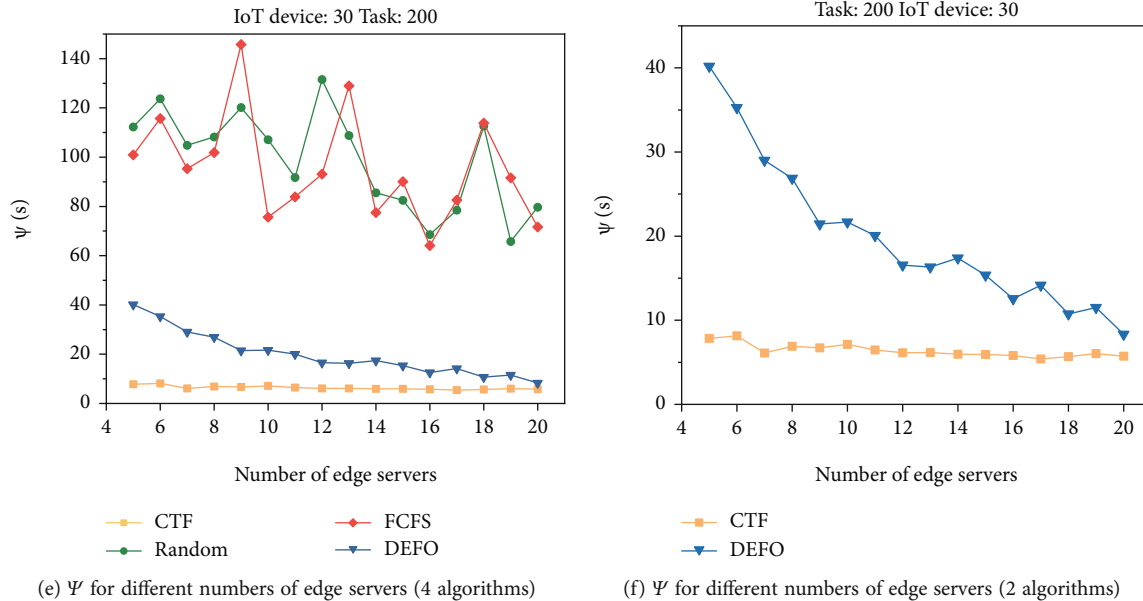 IoT device: 30 Task: 200
ψ (s)
140
120
100
80
60
40
20
0
4 6 8 10 12 14 16 18 20
Number of edge servers
CTF
Random
FCFS
DEFO
(e) Ψ for different numbers of edge servers (4 algorithms)
Task: 200 IoT device: 30
ψ (s)
40
30
20
10
0
4 6 8 10 12 14 16 18 20
Number of edge servers
CTF
DEFO
(f) Ψ for different numbers of edge servers (2 algorithms)